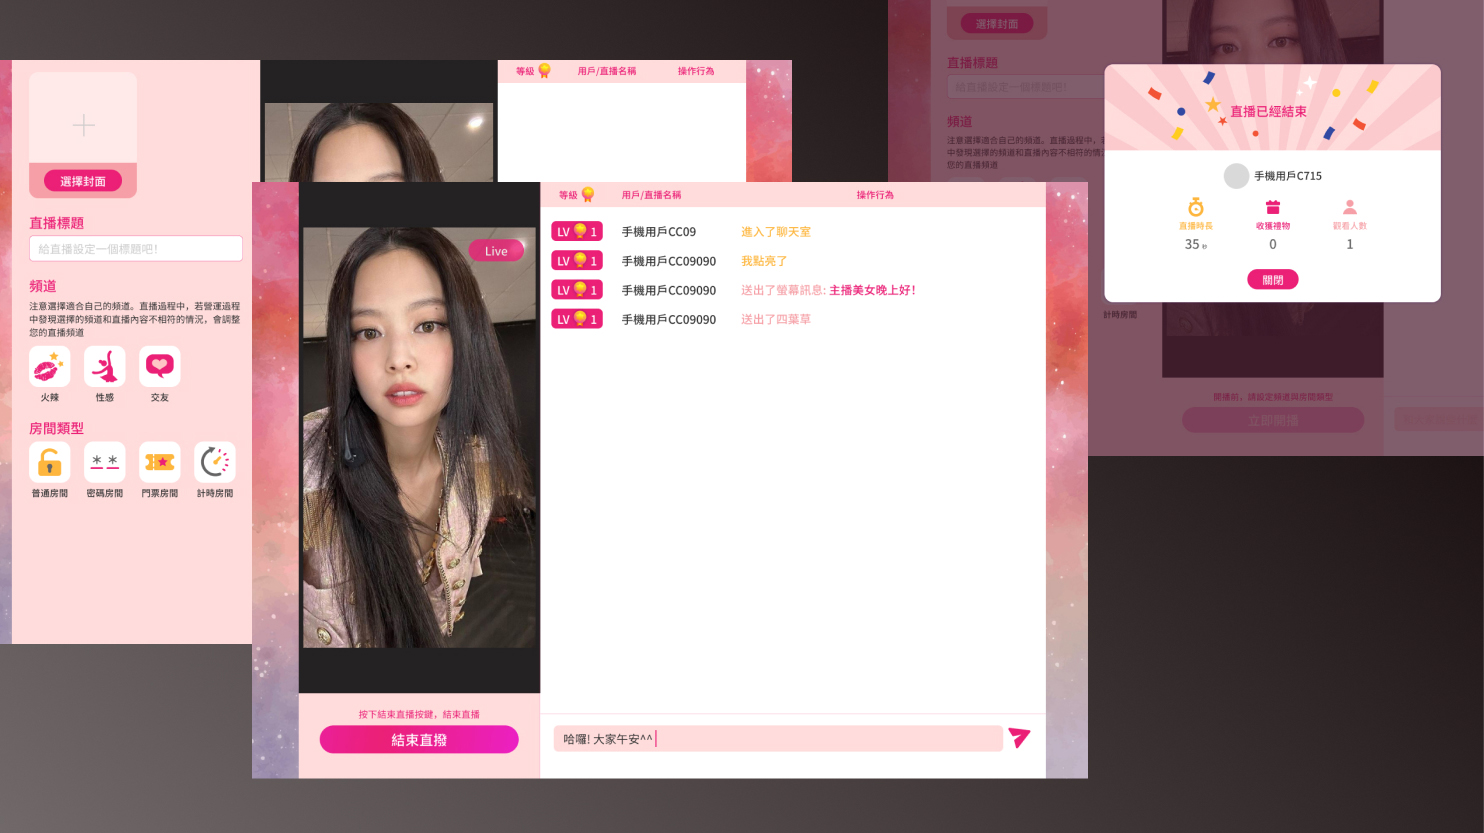 選擇封面
直播標題
給直播設定一個標題吧!
頻道
注意選擇適合自己的頻道。直播過程中，若營運過程
中發現選擇的頻道和直播內容不相符的情況，會調整
您的直播頻道
火辣
性感
交友
房間類型
普通房間
密碼房間
門票房間
計時房間
等級
用戶/直播名稱
操作行為
Live
按下結束直播按鍵，結束直播
結束直撥
等級
用戶/直播名稱
操作行為
LV 1 手機用戶CC09 進入了聊天室
LV 1 手機用戶CC09090 我點亮了
LV 1 手機用戶CC09090 送出了螢幕訊息: 主播美女晚上好!
LV 1 手機用戶CC09090 送出了四葉草
哈囉! 大家午安^^
選擇封面
直播標題
給直播設定一個標題吧!
頻道
注意選擇適合自己的頻道。直播過程中，
中發現選擇的頻道和直播內容不相符的情
您的直播頻道
計時房間
直播已經結束
手機用戶C715
直播時長
收獲禮物
觀看人數
35 秒
0
1
關閉
開播前，請設定頻道與房間類型
立即開播